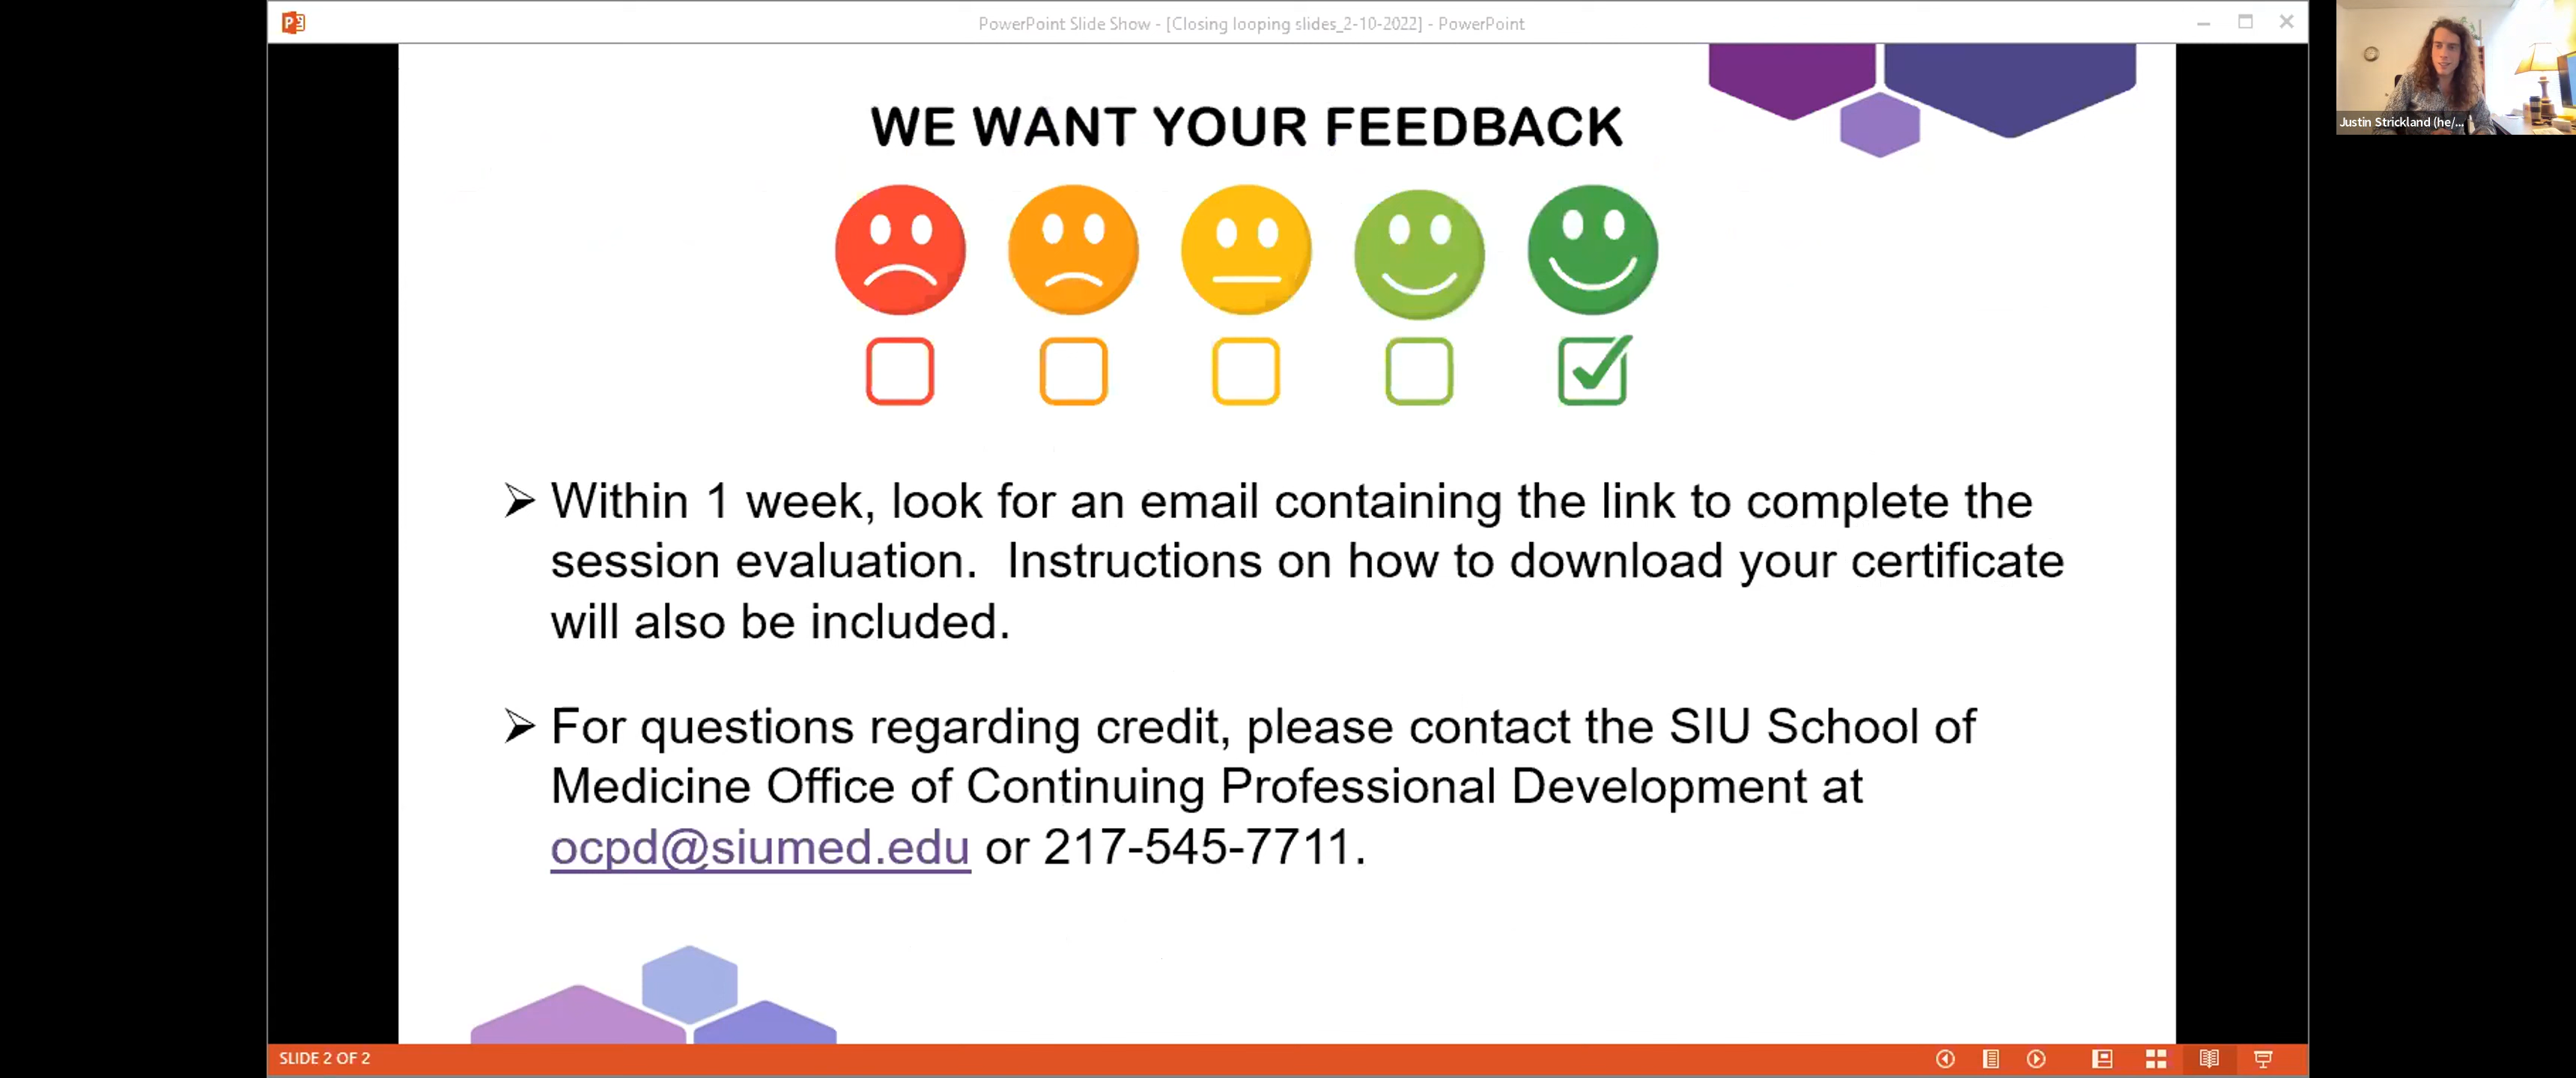 PowerPoint Slide Show - [Closing looping slides_2-10-2022] - PowerPoint
Justin Strickland (he/...
WE WANT YOUR FEEDBACK
Within 1 week, look for an email containing the link to complete the
session evaluation.  Instructions on how to download your certificate
will also be included.
For questions regarding credit, please contact the SIU School of
Medicine Office of Continuing Professional Development at
ocpd@siumed.edu or 217-545-7711.
SLIDE 2 OF 2